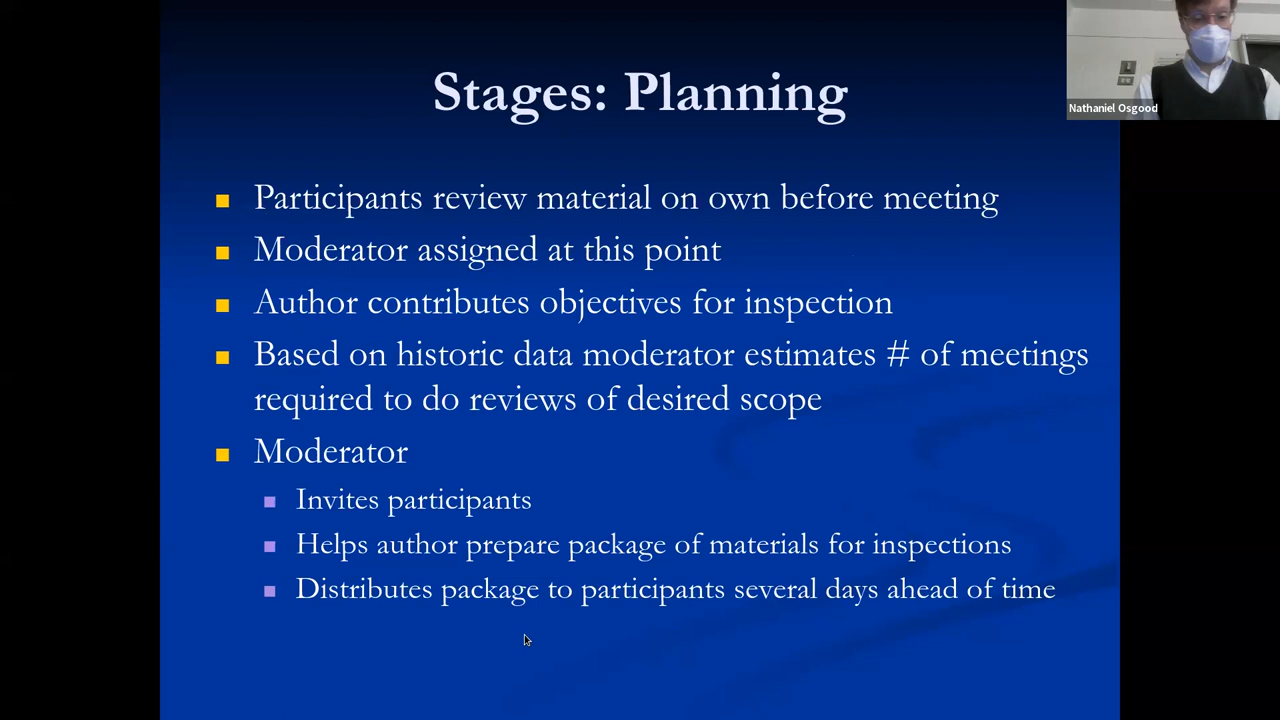 Stages: Planning
Nathaniel Osgood
Participants review material on own before meeting
Moderator assigned at this point
Author contributes objectives for inspection
Based on historic data moderator estimates # of meetings
required to do reviews of desired scope
Moderator
Invites participants
Helps author prepare package of materials for inspections
Distributes package to participants several days ahead of time